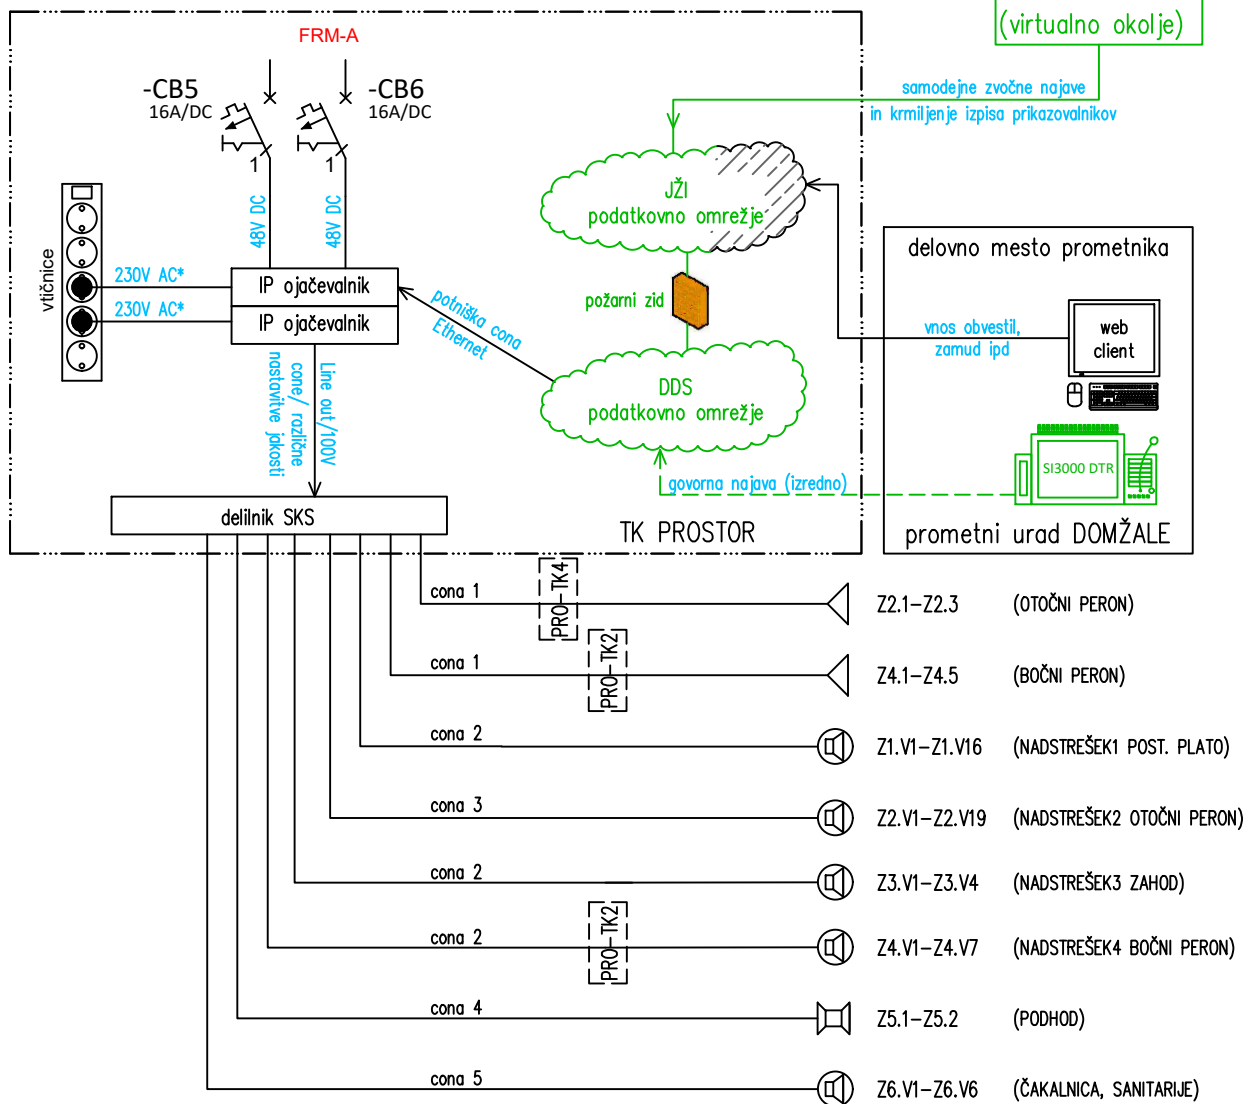 (virtualno okolje)
FRM-A
-CB5
16A/DC
-CB6
16A/DC
samodejne zvočne najave
in krmiljenje izpisa prikazovalnikov
1
1
48V DC
48V DC
JŽI
podatkovno omrežje
delovno mesto prometnika
vtičnice
230V AC*
230V AC*
IP ojačevalnik
IP ojačevalnik
potniška cona
Ethernet
požarni zid
vnos obvestil,
zamud ipd
web
client
Line out/100V
cone/ različne
nastavitve jakosti
DDS
podatkovno omrežje
SI3000 DTR
govorna najava (izredno)
delilnik SKS
TK PROSTOR
prometni urad DOMŽALE
cona 1
PRO-TK4
Z2.1-Z2.3
(OTOČNI PERON)
cona 1
PRO-TK2
Z4.1-Z4.5
(BOČNI PERON)
cona 2
Z1.V1-Z1.V16
(NADSTREŠEK1 POST. PLATO)
cona 3
Z2.V1-Z2.V19
(NADSTREŠEK2 OTOČNI PERON)
cona 2
Z3.V1-Z3.V4
(NADSTREŠEK3 ZAHOD)
cona 2
PRO-TK2
Z4.V1-Z4.V7
(NADSTREŠEK4 BOČNI PERON)
cona 4
Z5.1-Z5.2
(PODHOD)
cona 5
Z6.V1-Z6.V6
(ČAKALNICA, SANITARIJE)